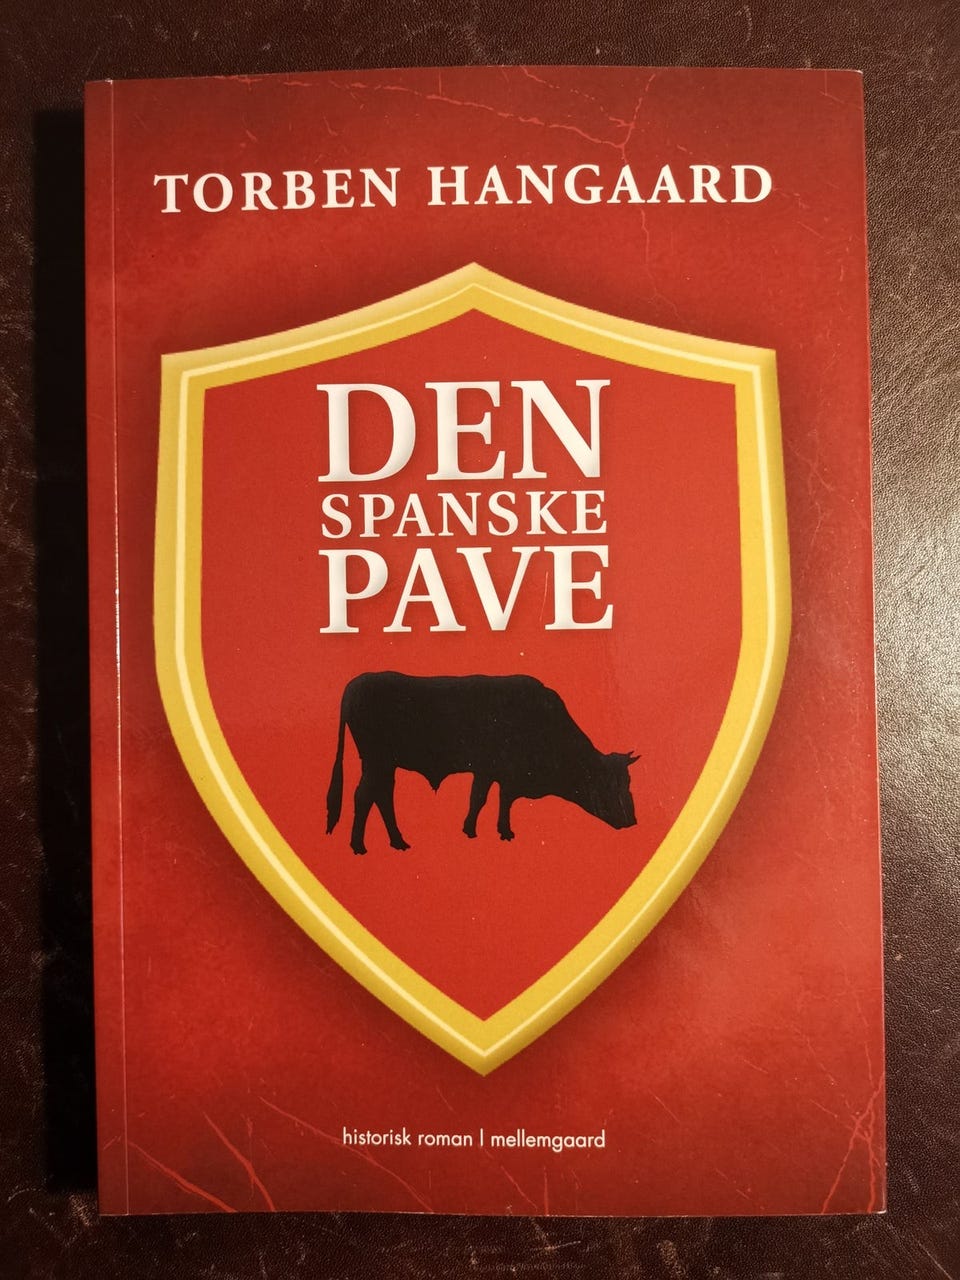 TORBEN HANGAARD
DEN
SPANSKE
PAVE
historisk roman | mellemgaard